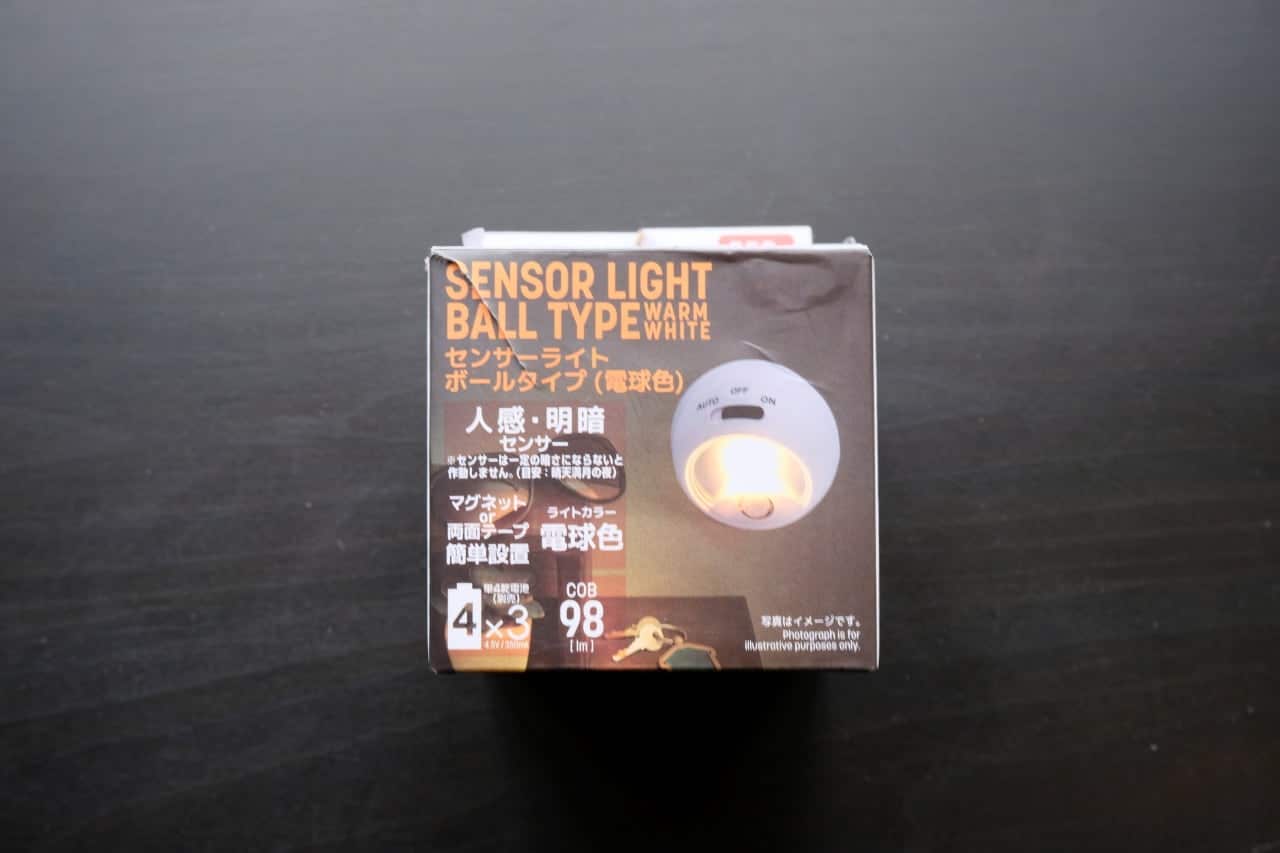 SENSOR LIGHT
BALL TYPE WARM WHITE
センサーライト
ボールタイプ (電球色)
人感・明暗
センサー
※センサーは一定の暗さにならないと
作動しません。(目安:晴天満月の夜)
マグネット
or
両面テープ
簡単設置
ライトカラー
電球色
単4乾電池
(別売)
4×3
4.5V / 350mA
COB
98
[lm]
AUTO OFF ON
写真はイメージです。
Photograph is for
illustrative purposes only.